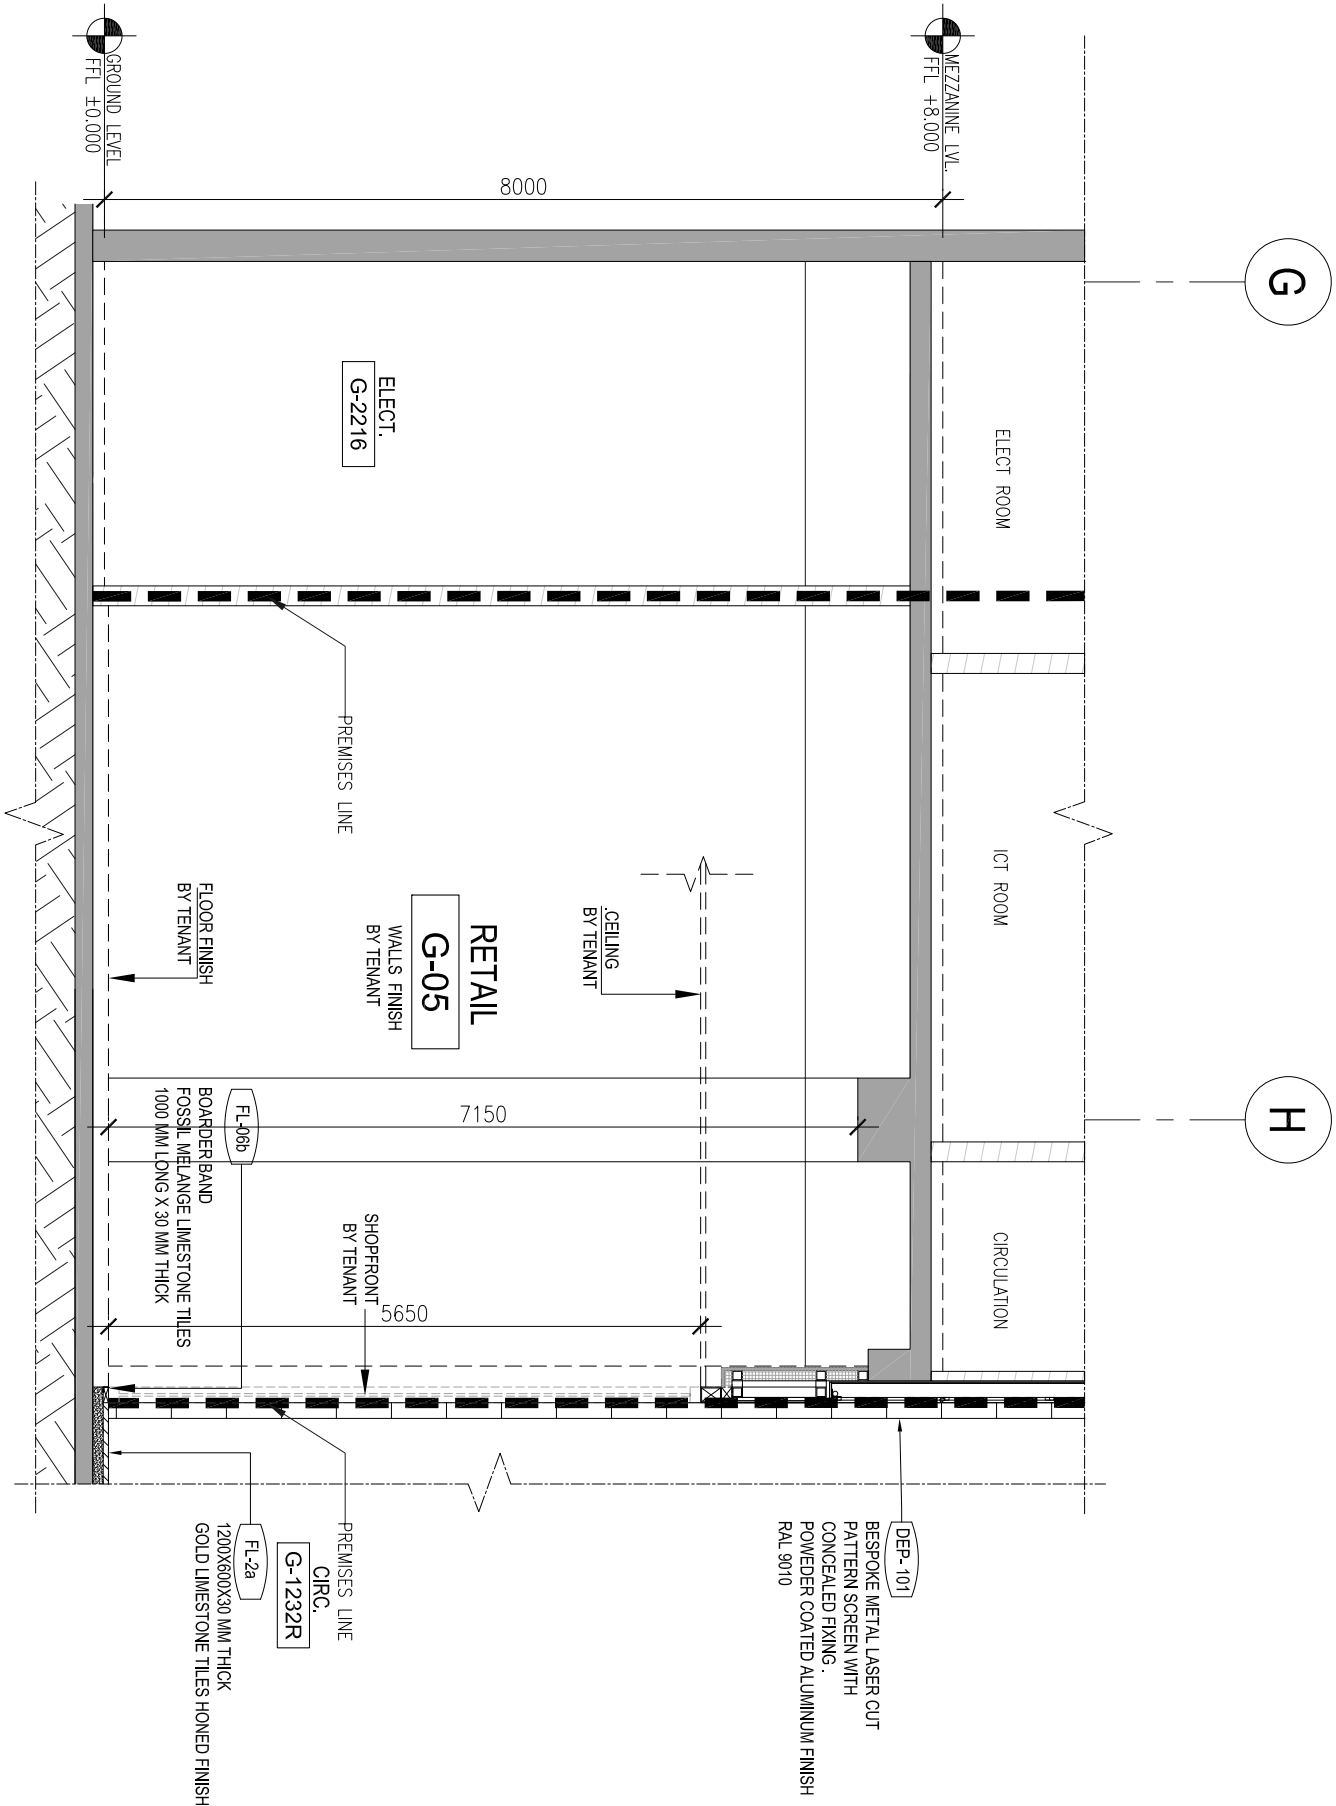 G
H
MEZZANINE LVL.
FFL +8.000
GROUND LEVEL
FFL ±0.000
8000
ELECT ROOM
ICT ROOM
CIRCULATION
ELECT.
G-2216
PREMISES LINE
.CEILING
BY TENANT
RETAIL
G-05
WALLS FINISH
BY TENANT
FLOOR FINISH
BY TENANT
7150
5650
SHOPFRONT
BY TENANT
FL-06b
BOARDER BAND
FOSSIL MELANGE LIMESTONE TILES
1000 MM LONG X 30 MM THICK
DEP-101
BESPOKE METAL LASER CUT
PATTERN SCREEN WITH
CONCEALED FIXING .
POWEDER COATED ALUMINUM FINISH
RAL 9010
PREMISES LINE
CIRC.
G-1232R
FL-2a
1200X600X30 MM THICK
GOLD LIMESTONE TILES HONED FINISH